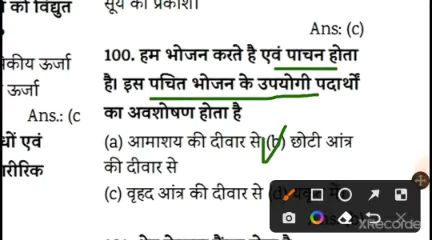 को विद्युत
कीय ऊर्जा
ऊर्जा
Ans.: (c
धों एवं
रीरिक
सूर्य का प्रकाश।
Ans: (c)
100. हम भोजन करते है एवं पाचन होता
है। इस पचित भोजन के उपयोगी पदार्थों
का अवशोषण होता है
(a) आमाशय की दीवार से (b) छोटी आंत्र
की दीवार से
(c) वृहद आंत्र की दीवार से (d)